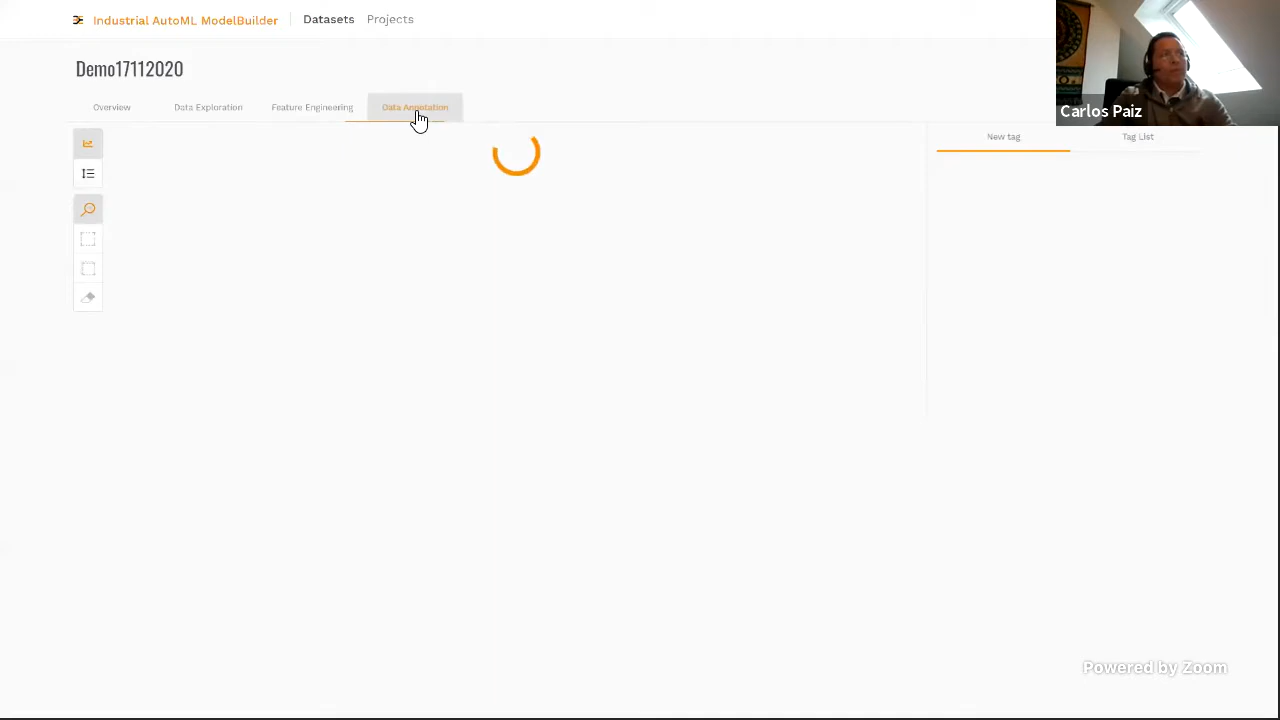 Industrial AutoML ModelBuilder
Datasets
Projects
Demo17112020
Overview
Data Exploration
Feature Engineering
Data Annotation
Carlos Paiz
New tag
Tag List
Powered by Zoom